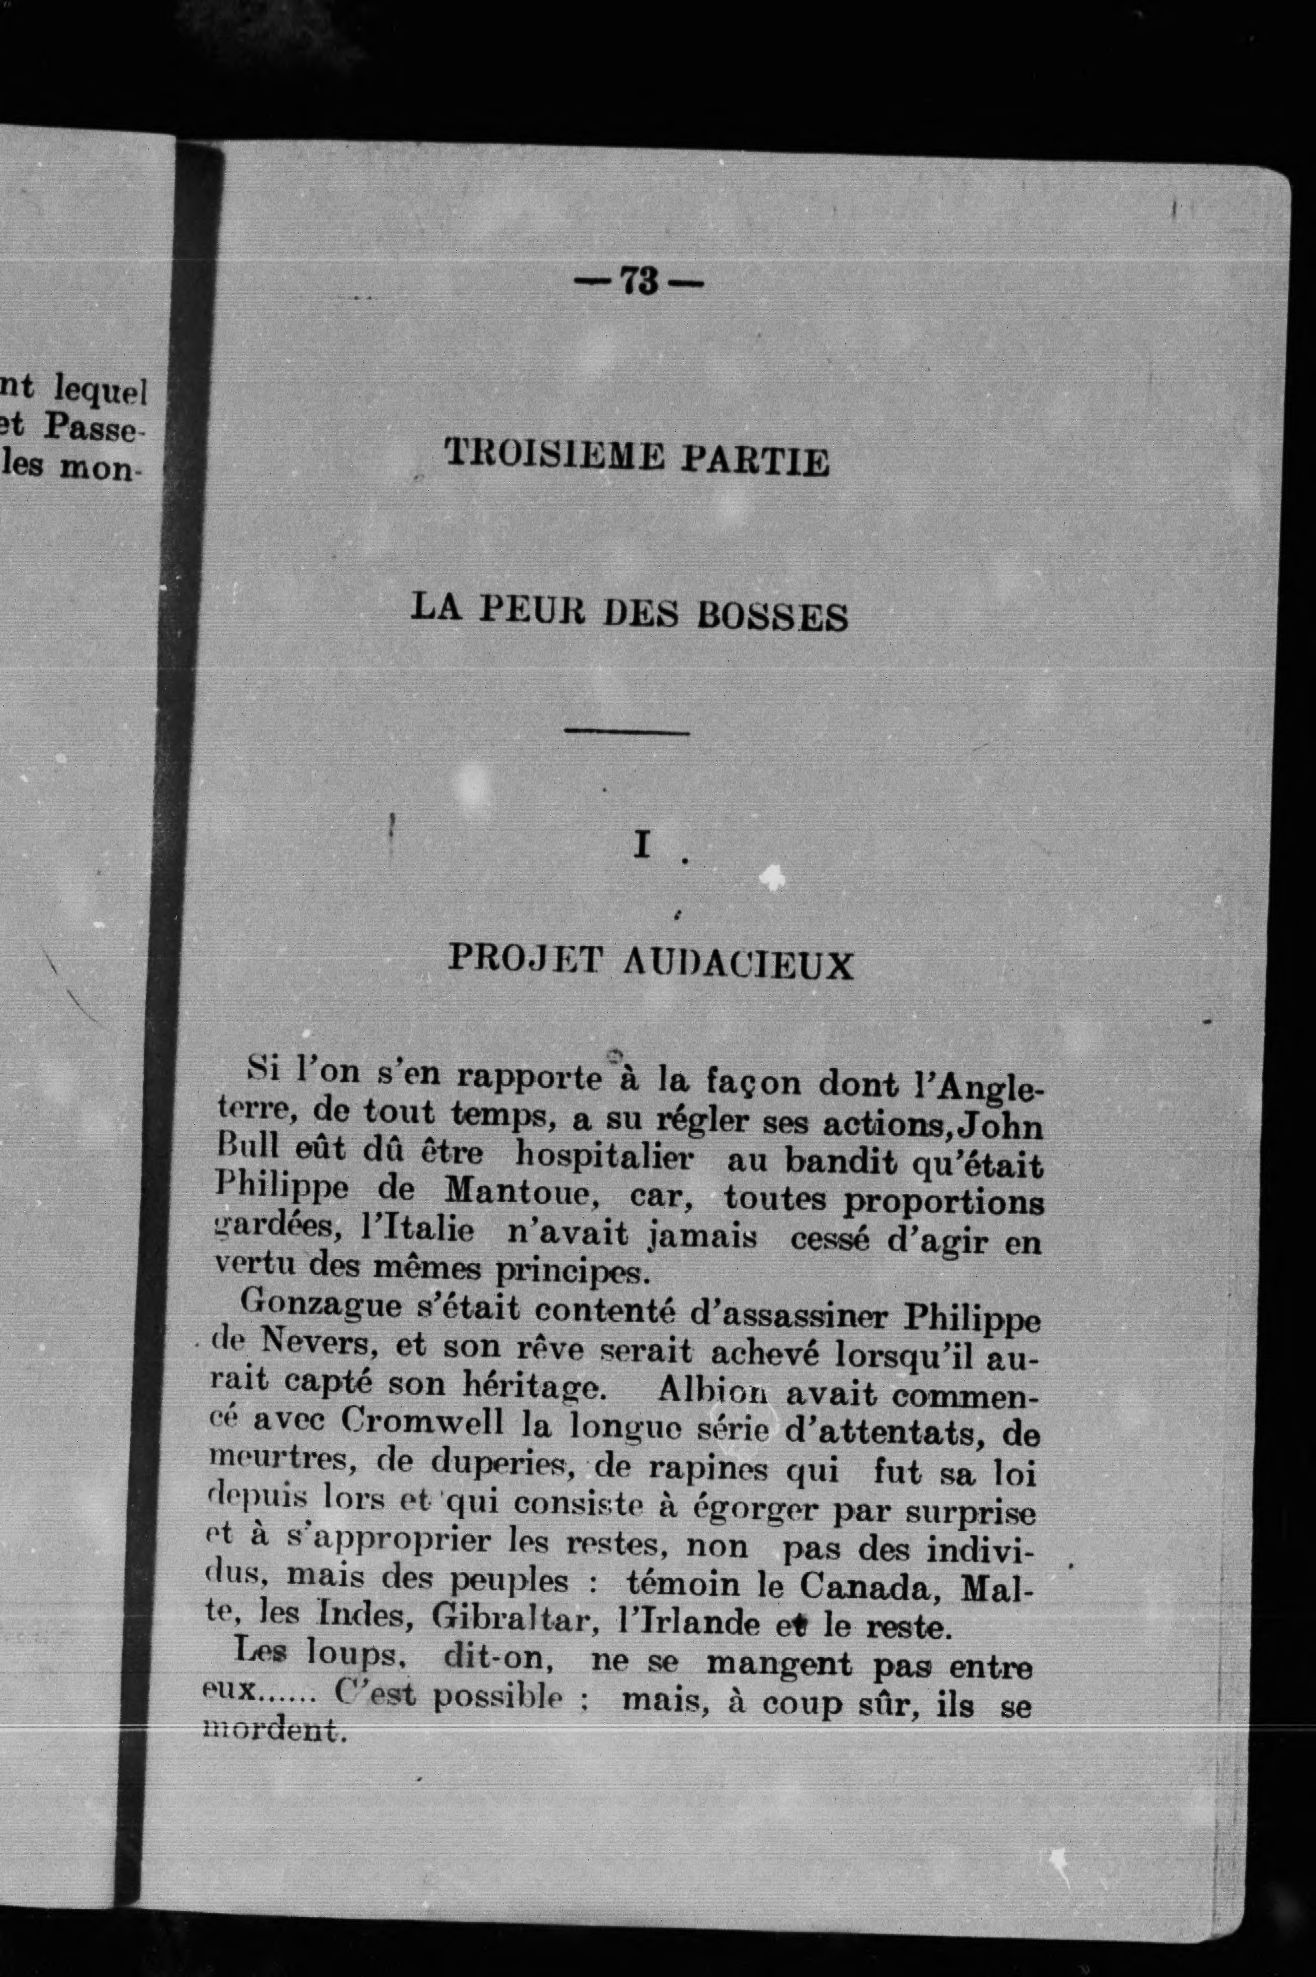 nt lequel
et Passe-
les mon-
— 73 —
TROISIEME PARTIE
LA PEUR DES BOSSES
I
PROJET AUDACIEUX
Si l'on s'en rapporte à la façon dont l'Angle-
terre, de tout temps, a su régler ses actions,John
Bull eût dû être hospitalier au bandit qu'était
Philippe de Mantoue, car, toutes proportions
gardées, l'Italie n'avait jamais cessé d'agir en
vertu des mêmes principes.
Gonzague s'était contenté d'assassiner Philippe
de Nevers, et son rêve serait achevé lorsqu'il au-
rait capté son héritage. Albion avait commen-
cé avec Cromwell la longue série d'attentats, de
meurtres, de duperies, de rapines qui fut sa loi
depuis lors et qui consiste à égorger par surprise
et à s'approprier les restes, non pas des indivi-
dus, mais des peuples : témoin le Canada, Mal-
te, les Indes, Gibraltar, l'Irlande et le reste.
Les loups, dit-on, ne se mangent pas entre
eux...... C'est possible ; mais, à coup sûr, ils se
mordent.